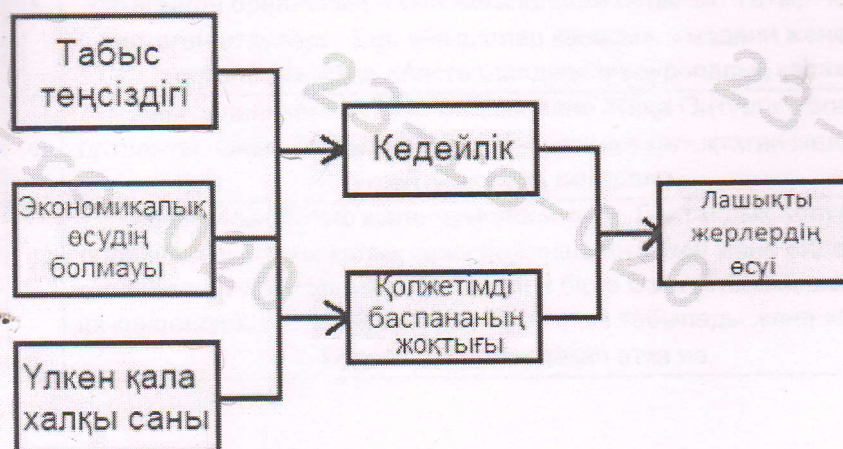 Табыс
теңсіздігі
Экономикалық
өсудің
болмауы
Үлкен қала
халқы саны
Кедейлік
Қолжетімді
баспананың
жоқтығы
Лашықты
жерлердің
өсуі